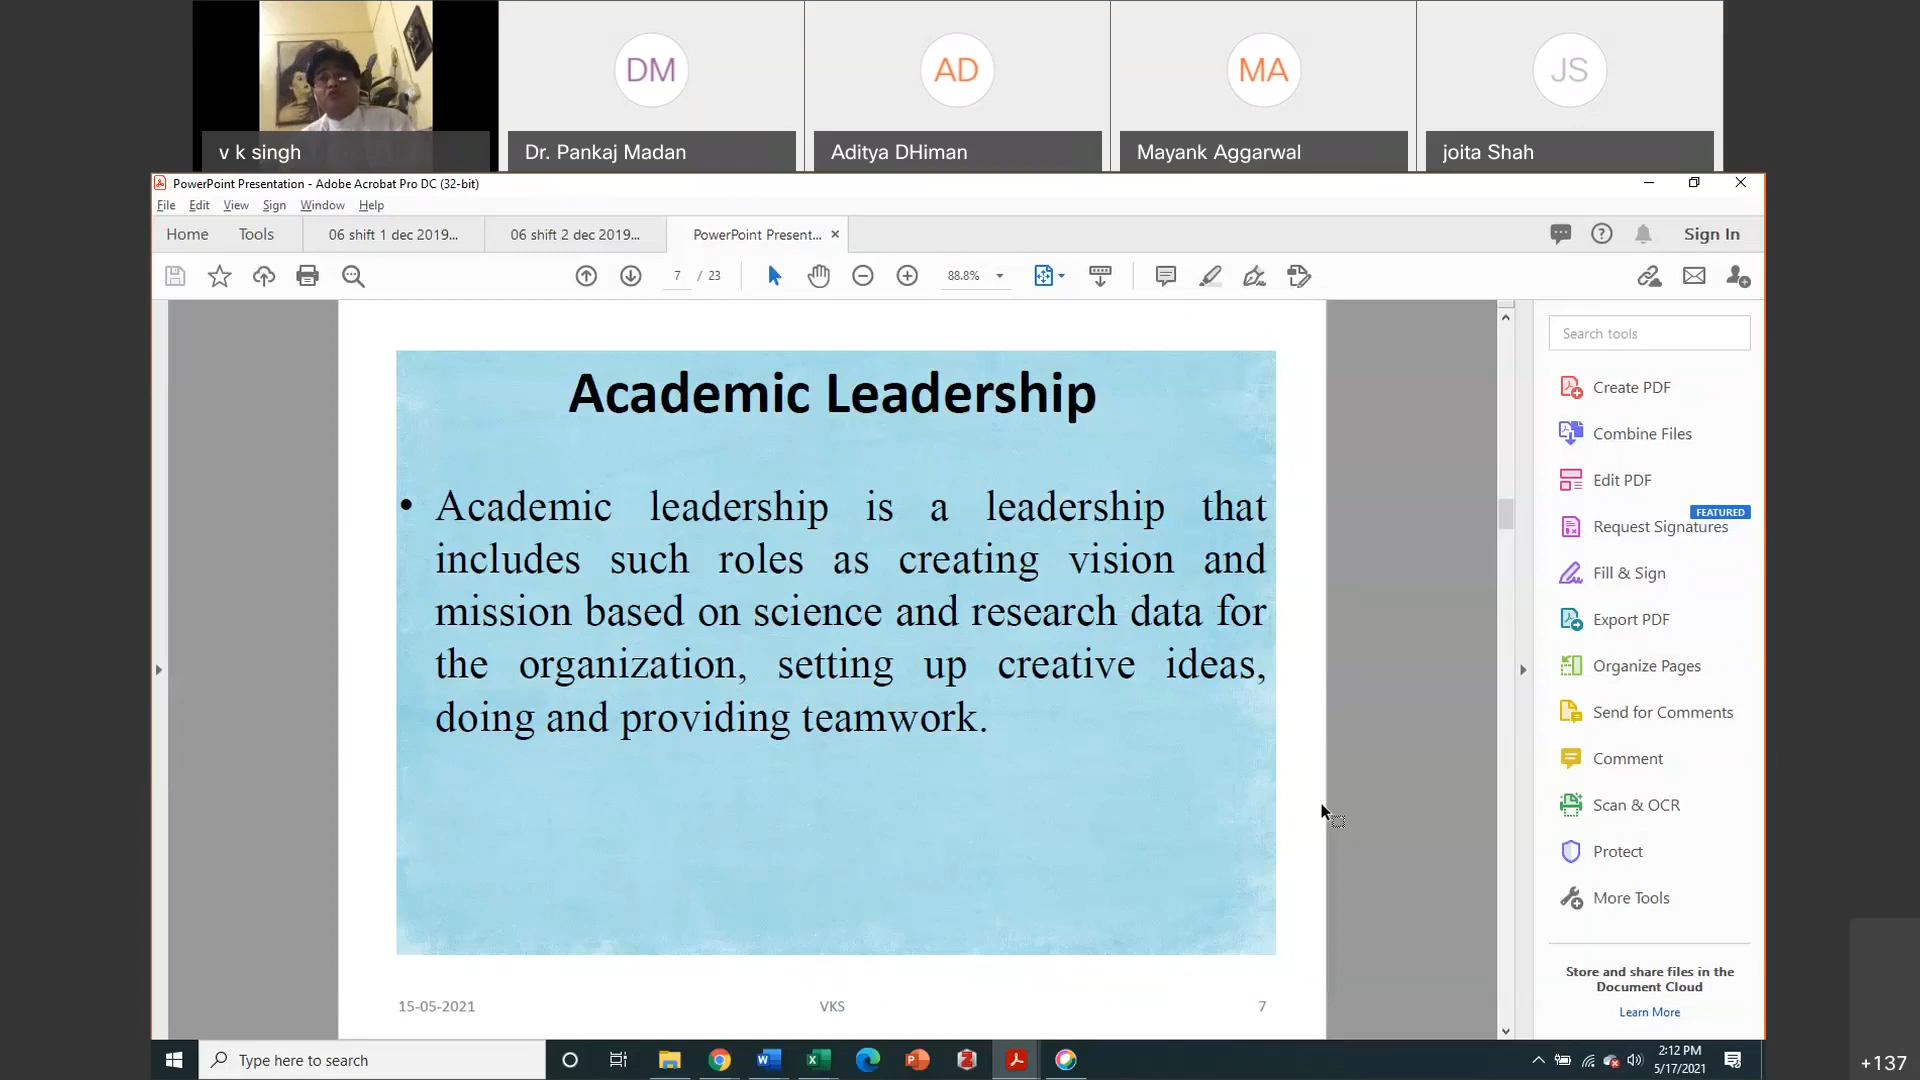 DM
AD
MA
JS
v k singh
Dr. Pankaj Madan
Aditya DHiman
Mayank Aggarwal
joita Shah
PowerPoint Presentation - Adobe Acrobat Pro DC (32-bit)
File Edit View Sign Window Help
Home Tools 06 shift 1 dec 2019... 06 shift 2 dec 2019... PowerPoint Present... × Sign In
7 / 23 88.8%
Search tools
Create PDF
Combine Files
Edit PDF
FEATURED
Request Signatures
Fill & Sign
Export PDF
Organize Pages
Send for Comments
Comment
Scan & OCR
Protect
More Tools
Store and share files in the
Document Cloud
Learn More
Academic Leadership
• Academic leadership is a leadership that
includes such roles as creating vision and
mission based on science and research data for
the organization, setting up creative ideas,
doing and providing teamwork.
15-05-2021 VKS 7
Type here to search
2:12 PM
5/17/2021
+137